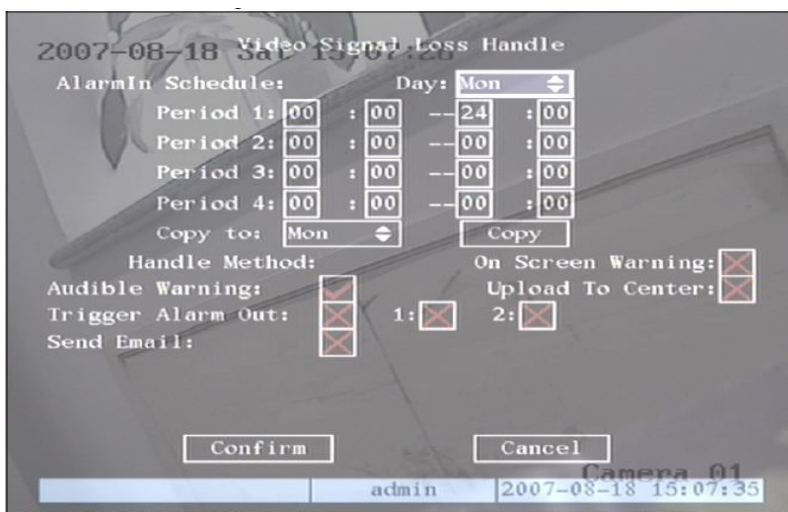 Video Signal Loss Handle
2007-08-18 Sat 15:07:28
AlarmIn Schedule: Day: Mon
Period 1: 00 : 00 --24 : 00
Period 2: 00 : 00 --00 : 00
Period 3: 00 : 00 --00 : 00
Period 4: 00 : 00 --00 : 00
Copy to: Mon Copy
Handle Method: On Screen Warning:
Audible Warning: Upload To Center:
Trigger Alarm Out: 1: 2:
Send Email:
Confirm Cancel
Camera 01
admin 2007-08-18 15:07:35